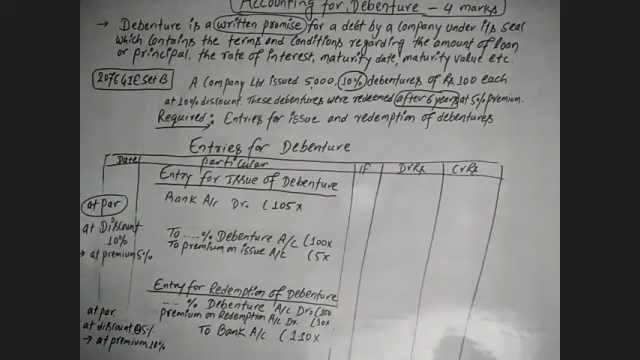 Accounting for Debenture - 4 marks
→ Debenture is a written promise for a debt by a company under its seal
which contains the terms and conditions regarding the amount of loan
or principal, the rate of interest, maturity date, maturity value etc.
2076 GIE Set B A Company Ltd issued 5,000, 10% debentures of Rs 100 each
at 10% discount. These debentures were redeemed after 6 years at 5% premium.
Required: Entries for issue and redemption of debentures
Entries for Debenture
Date Particular IF Dr Rs Cr Rs
Entry for Issue of Debenture
at par Bank A/c Dr. (105x
at Discount 10% To ....% Debenture A/c (100x
→ at premium 5% To premium on issue A/c (5x
Entry for Redemption of Debenture
....% Debenture A/c Dr. (100
at par premium on Redemption A/c Dr. (10x
at discount @5% To Bank A/c (110x
→ at premium 10%